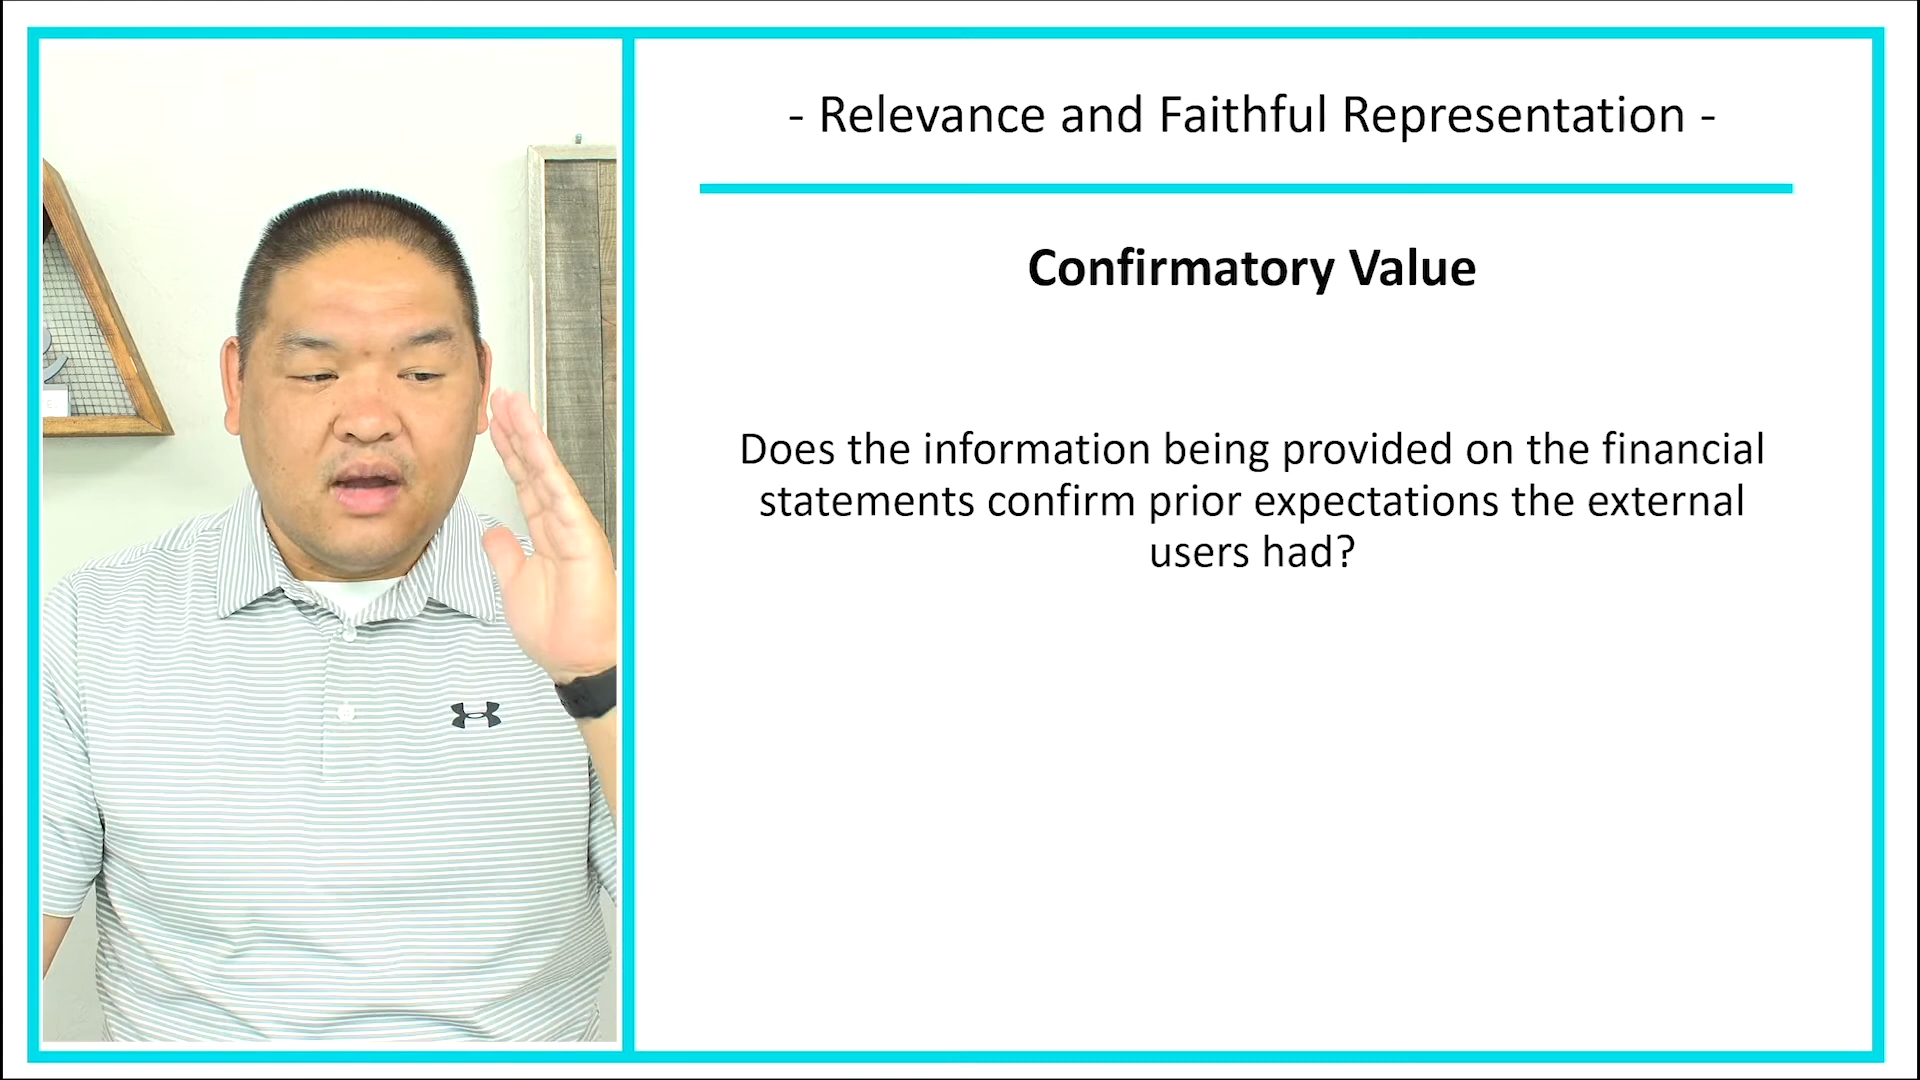 - Relevance and Faithful Representation -
Confirmatory Value
Does the information being provided on the financial
statements confirm prior expectations the external
users had?